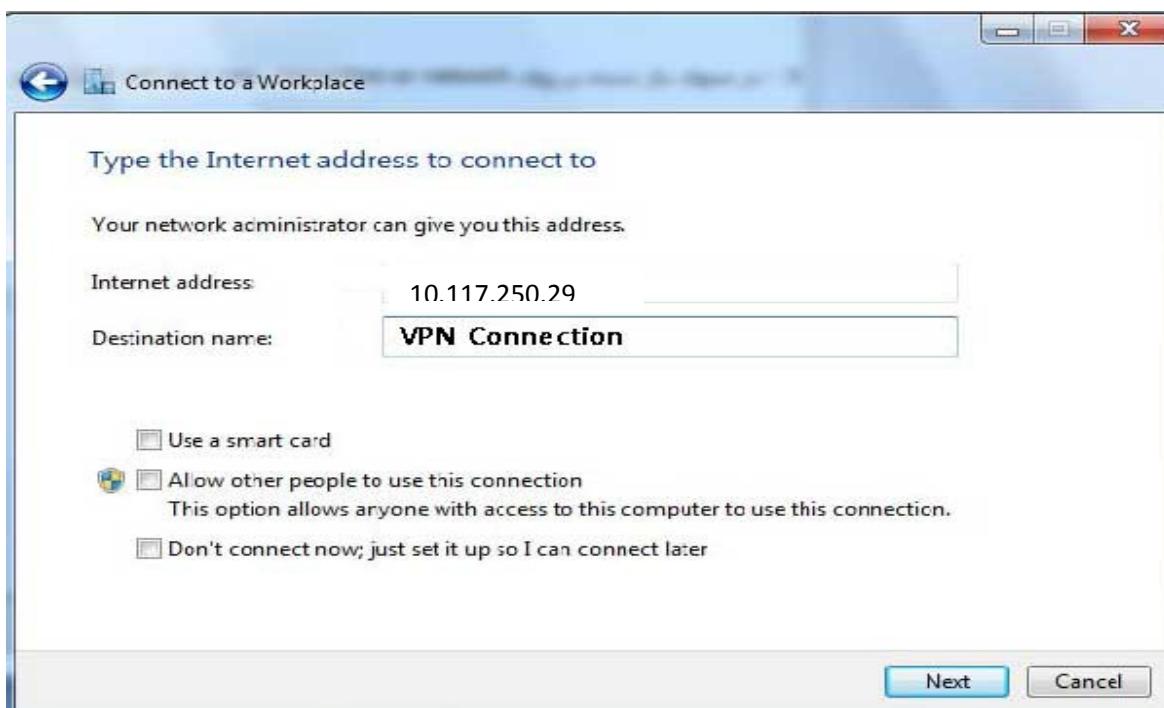 Connect to a Workplace
Type the Internet address to connect to
Your network administrator can give you this address.
Internet address
10.117.250.29
Destination name:
VPN Connection
Use a smart card
Allow other people to use this connection
This option allows anyone with access to this computer to use this connection.
Don't connect now; just set it up so I can connect later
Next
Cancel